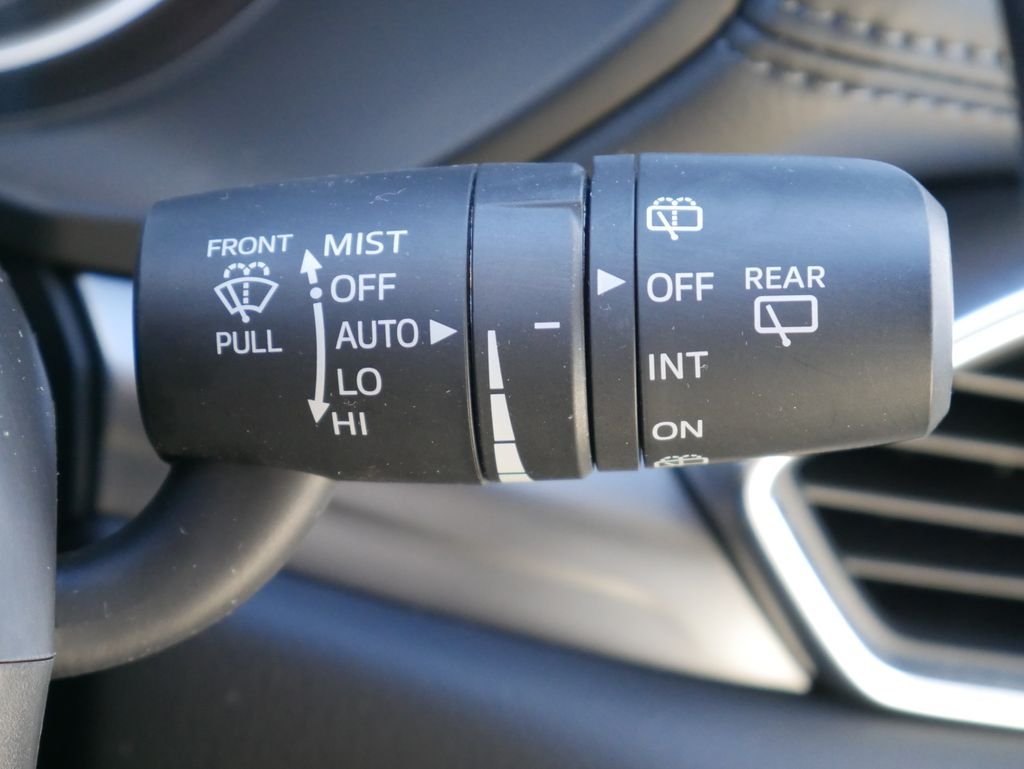 FRONT
PULL
MIST
OFF
AUTO
LO
HI
OFF
INT
ON
REAR